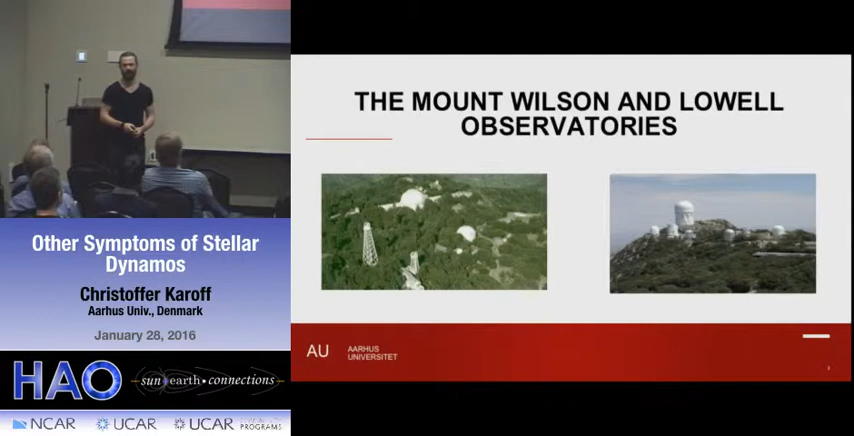 Other Symptoms of Stellar
Dynamos
Christoffer Karoff
Aarhus Univ., Denmark
January 28, 2016
HAO
sun earth • connections
NCAR
UCAR
UCAR
PROGRAMS
THE MOUNT WILSON AND LOWELL
OBSERVATORIES
AU
AARHUS
UNIVERSITET